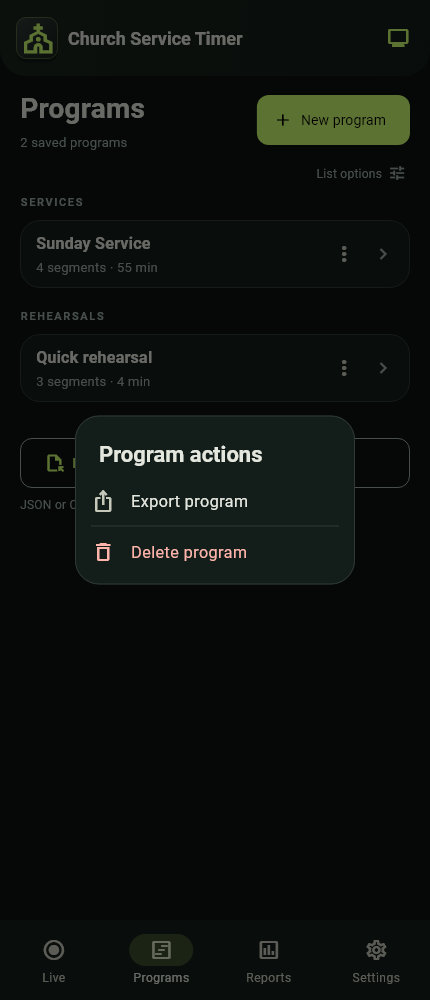 Church Service Timer
Programs
New program
2 saved programs
List options
SERVICES
Sunday Service
4 segments · 55 min
REHEARSALS
Quick rehearsal
3 segments · 4 min
JSON or
Program actions
Export program
Delete program
Live
Programs
Reports
Settings